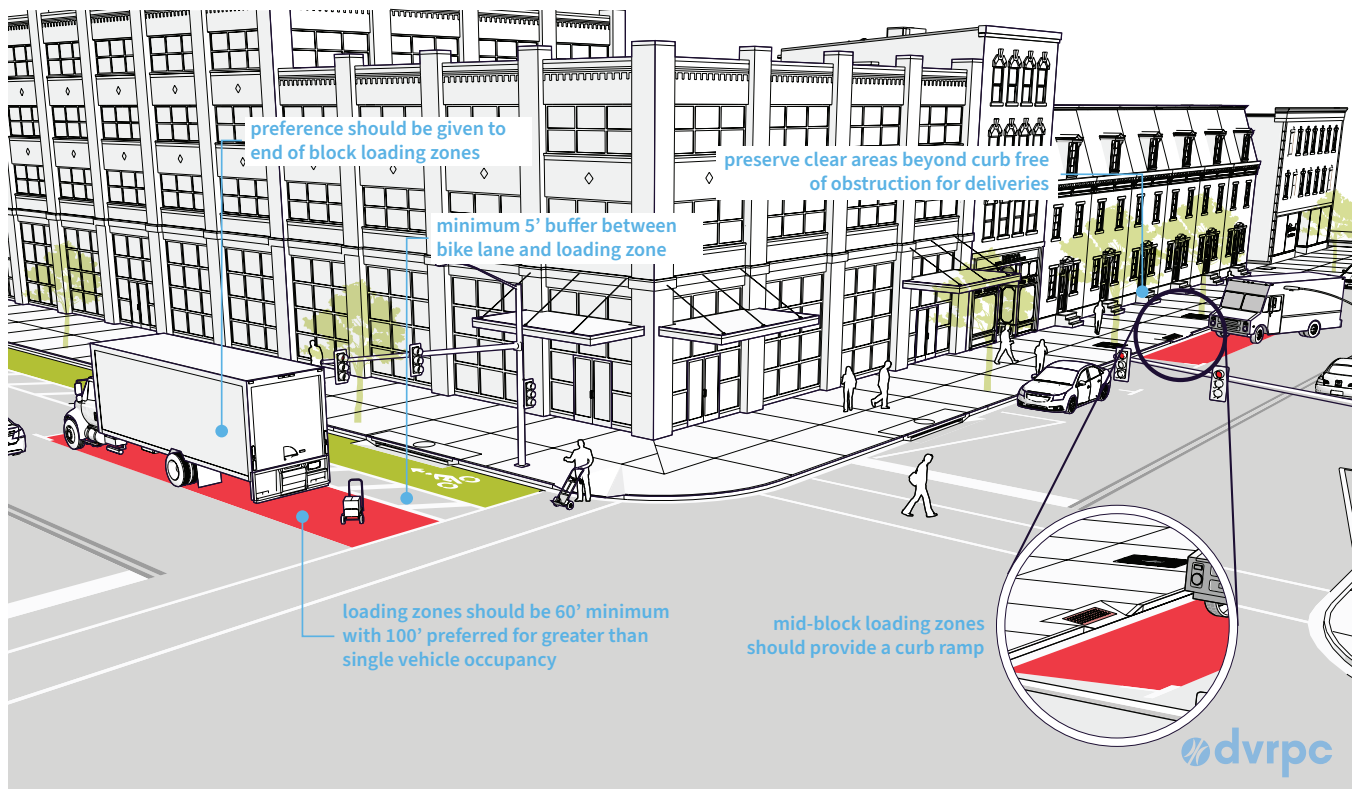 preference should be given to
end of block loading zones
preserve clear areas beyond curb free
of obstruction for deliveries
minimum 5’ buffer between
bike lane and loading zone
loading zones should be 60’ minimum
with 100’ preferred for greater than
single vehicle occupancy
mid-block loading zones
should provide a curb ramp
dvrpc